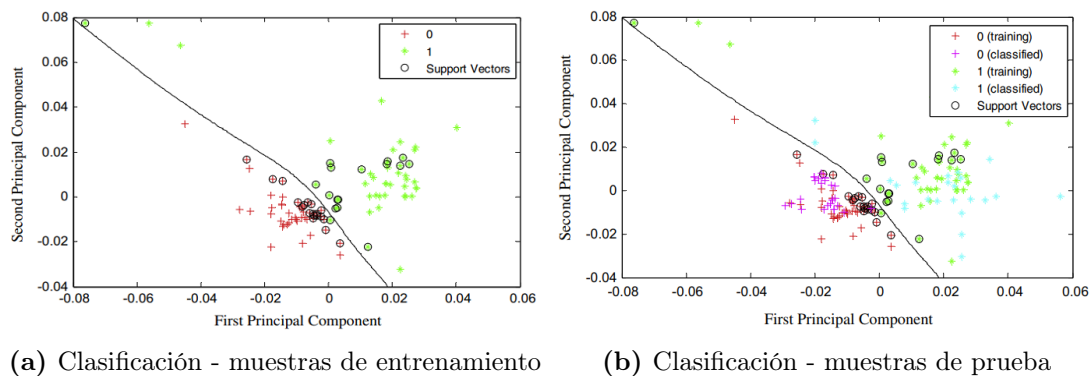 0.08
0.06
0.04
0.02
0
-0.02
-0.04
-0.08
-0.06
-0.04
-0.02
0
0.02
0.04
0.06
Second Principal Component
First Principal Component
0
1
Support Vectors
(a) Clasificación - muestras de entrenamiento
0.08
0.06
0.04
0.02
0
-0.02
-0.04
-0.08
-0.06
-0.04
-0.02
0
0.02
0.04
0.06
Second Principal Component
First Principal Component
0 (training)
0 (classified)
1 (training)
1 (classified)
Support Vectors
(b) Clasificación - muestras de prueba